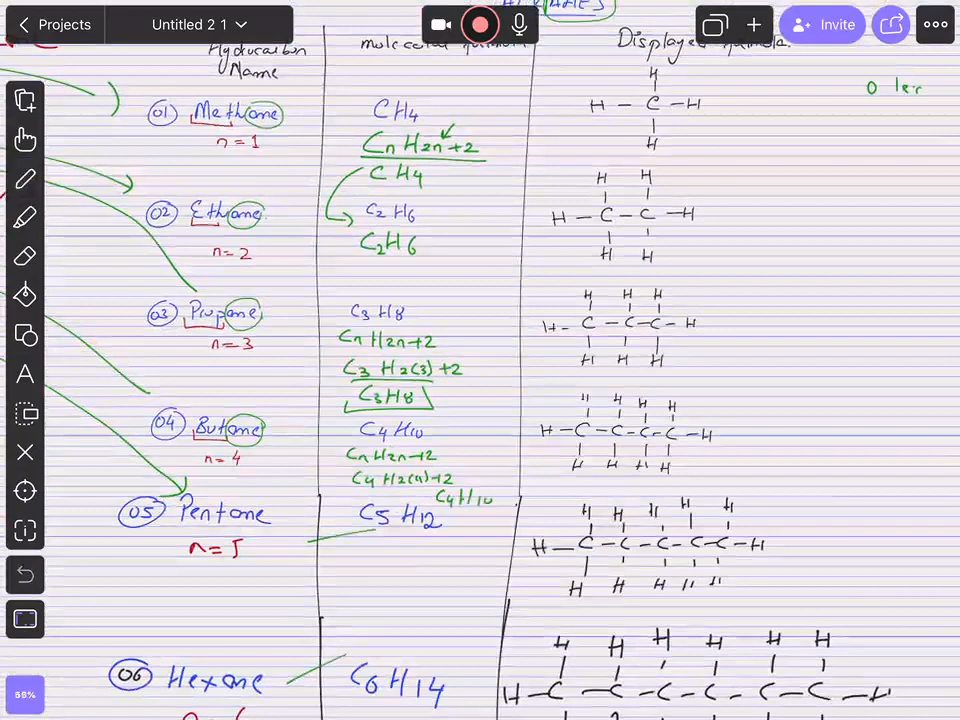 Projects
Untitled 2 1
Invite
Hydrocarbon Name
molecular formula
Displayed formula.
01 Methane
n = 1
CH4
CnH2n+2
CH4
H
H - C - H
H
02 Ethane
n = 2
C2H6
C2H6
H H
H - C - C - H
H H
03 Propane
n = 3
C3H8
CnH2n+2
C3H2(3)+2
C3H8
H H H
H - C - C - C - H
H H H
04 Butane
n = 4
C4H10
CnH2n+2
C4H2(4)+2
C4H10
H H H H
H - C - C - C - C - H
H H H H
05 Pentane
n = 5
C5H12
H H H H H
H - C - C - C - C - C - H
H H H H H
06 Hexane
C6H14
H H H H H H
H - C - C - C - C - C - C - H
56%